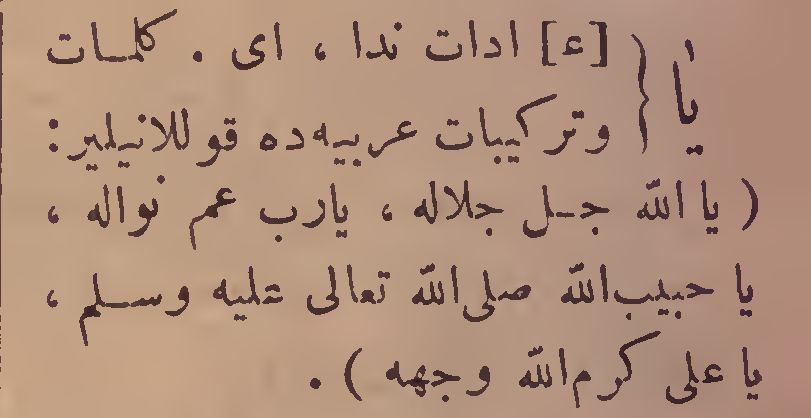 يا { [ع] ادات ندا ، اى . كلمات
وتركيبات عربيه‌ده قوللانيلير:
( يا الله جل جلاله ، يارب عم نواله ،
يا حبيب‌الله صلى‌الله تعالى عليه وسلم ،
يا على كرم‌الله وجهه ) .